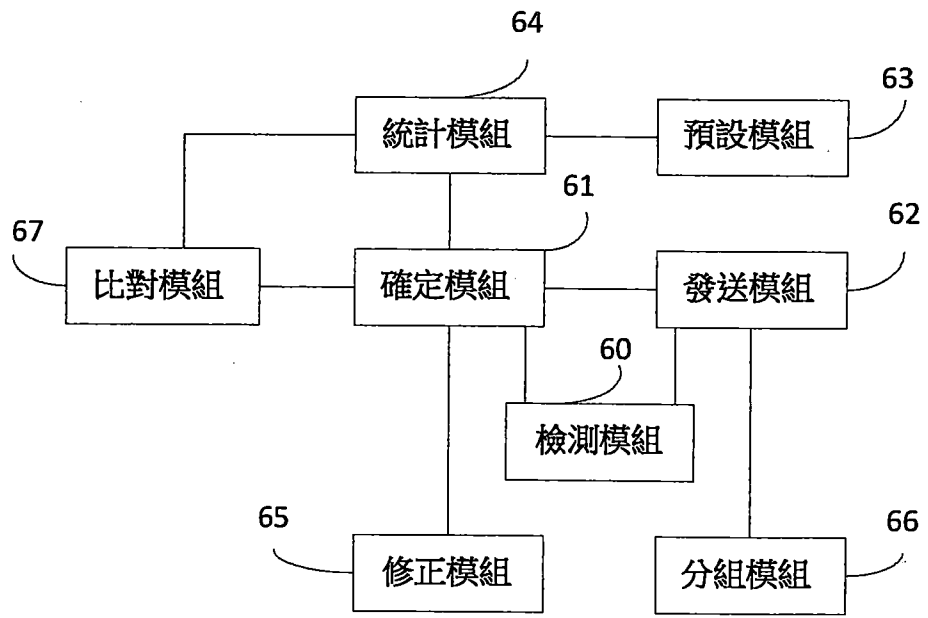 64
63
統計模組
預設模組
61
62
67
比對模組
確定模組
發送模組
60
檢測模組
65
66
修正模組
分組模組